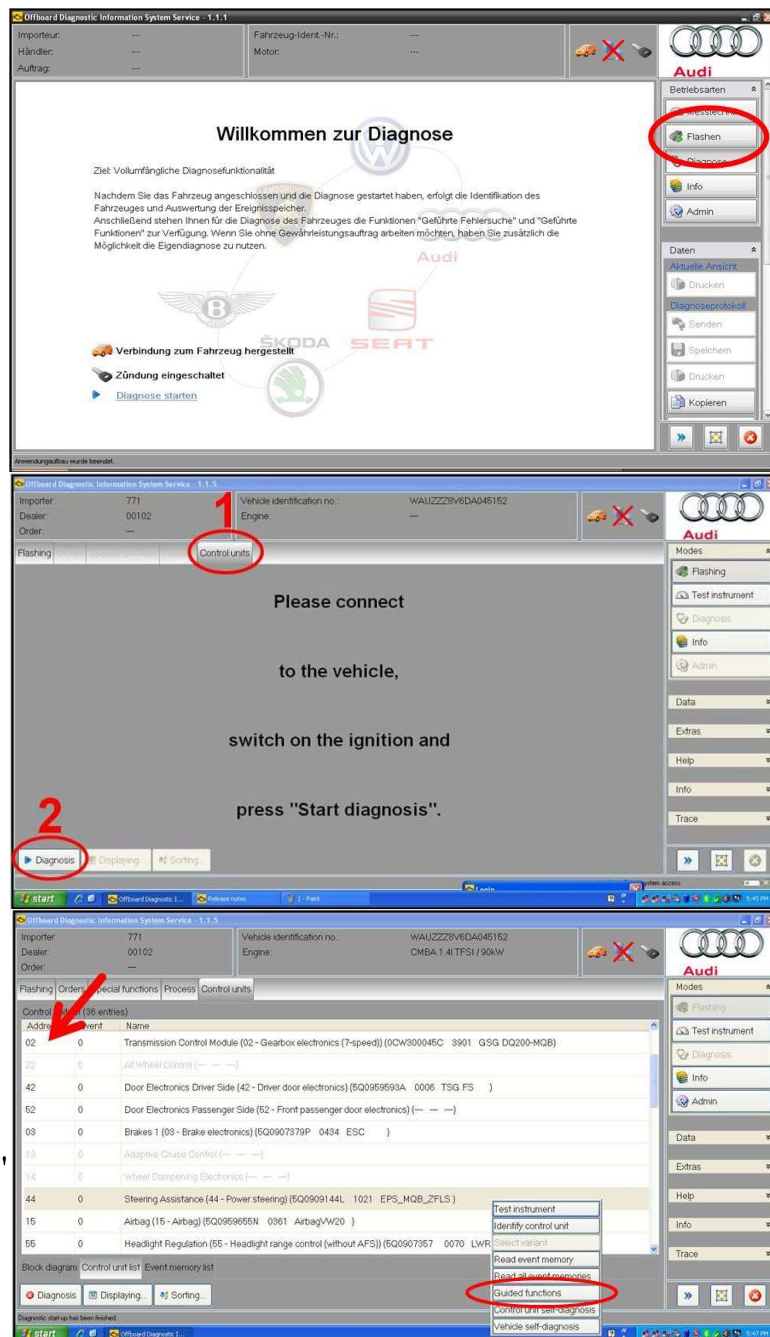 Offboard Diagnostic Information System Service - 1.1.1
Importeur: --- Fahrzeug-Ident.-Nr.: ---
Händler: --- Motor: ---
Auftrag: ---
Audi
Willkommen zur Diagnose
Ziel: Vollumfängliche Diagnosefunktionalität
Nachdem Sie das Fahrzeug angeschlossen und die Diagnose gestartet haben, erfolgt die Identifikation des
Fahrzeuges und Auswertung der Ereignisspeicher.
Anschließend stehen Ihnen für die Diagnose des Fahrzeuges die Funktionen "Geführte Fehlersuche" und "Geführte
Funktionen" zur Verfügung. Wenn Sie ohne Gewährleistungsauftrag arbeiten möchten, haben Sie zusätzlich die
Möglichkeit die Eigendiagnose zu nutzen.
Audi
ŠKODA SEAT
Verbindung zum Fahrzeug hergestellt
Zündung eingeschaltet
Diagnose starten
Betriebsarten
Messtechnik
Flashen
Diagnose
Info
Admin
Daten
Aktuelle Ansicht
Drucken
Diagnoseprotokoll
Senden
Speichern
Drucken
Kopieren
Anwendungsaufbau wurde beendet.
Offboard Diagnostic Information System Service - 1.1.5
Importer: 771 Vehicle identification no.: WAUZZZ8V6DA045152
Dealer: 00102 Engine: ---
Order: ---
1
Audi
Flashing Control units
Please connect
to the vehicle,
switch on the ignition and
press "Start diagnosis".
2
Diagnosis Displaying... Sorting...
Modes
Flashing
Test instrument
Diagnosis
Info
Admin
Data
Extras
Help
Info
Trace
Login
start Offboard Diagnostic I... Release notes 1 - Paint 5:45 PM
Offboard Diagnostic Information System Service - 1.1.5
Importer: 771 Vehicle identification no.: WAUZZZ8V6DA045152
Dealer: 00102 Engine: CMBA 1.4l TFSI / 90kW
Order: ---
Audi
Flashing Orders Special functions Process Control units
(36 entries)
Name
02 0 Transmission Control Module (02 - Gearbox electronics (7-speed)) (0CW300045C 3901 GSG DQ200-MQB)
22 0 All Wheel Control (--- --- ---)
42 0 Door Electronics Driver Side (42 - Driver door electronics) (5Q0959593A 0006 TSG FS )
52 0 Door Electronics Passenger Side (52 - Front passenger door electronics) (--- --- ---)
03 0 Brakes 1 (03 - Brake electronics) (5Q0907379P 0434 ESC )
13 0 Adaptive Cruise Control (--- --- ---)
14 0 Wheel Dampening Electronics (--- --- ---)
44 0 Steering Assistance (44 - Power steering) (5Q0909144L 1021 EPS_MQB_ZFLS )
15 0 Airbag (15 - Airbag) (5Q0959655N 0361 AirbagVW20 )
55 0 Headlight Regulation (55 - Headlight range control (without AFS)) (5Q0907357 0070 LWR
Test instrument
Identify control unit
Select variant
Read event memory
Read all event memories
Guided functions
Control unit self-diagnosis
Vehicle self-diagnosis
Block diagram Control unit list Event memory list
Diagnosis Displaying... Sorting...
Modes
Flashing
Test instrument
Diagnosis
Info
Admin
Data
Extras
Help
Info
Trace
Diagnostic start-up has been finished.
start Offboard Diagnostic I... 5:47 PM